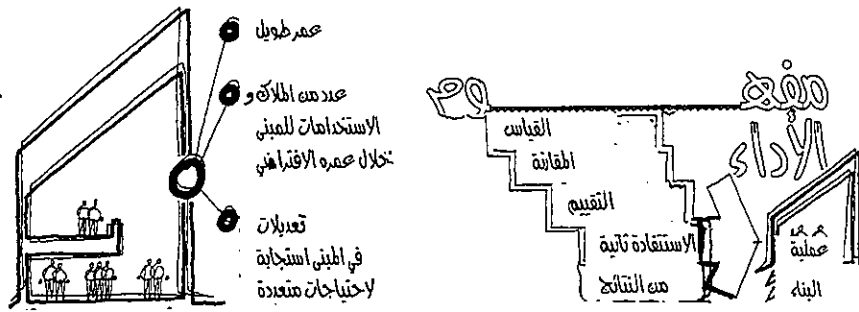 مفهوم
الأداء
القياس
المقارنة
التقييم
الاستتفادة ثانية
من النتائج
عملية
البناء
عمر طويل
عدد من الملاك و
الاستخدامات للمبنى
خلال عمره الافتراضي
تعديلات
في المبنى استجابة
لاحتياجات متعددة